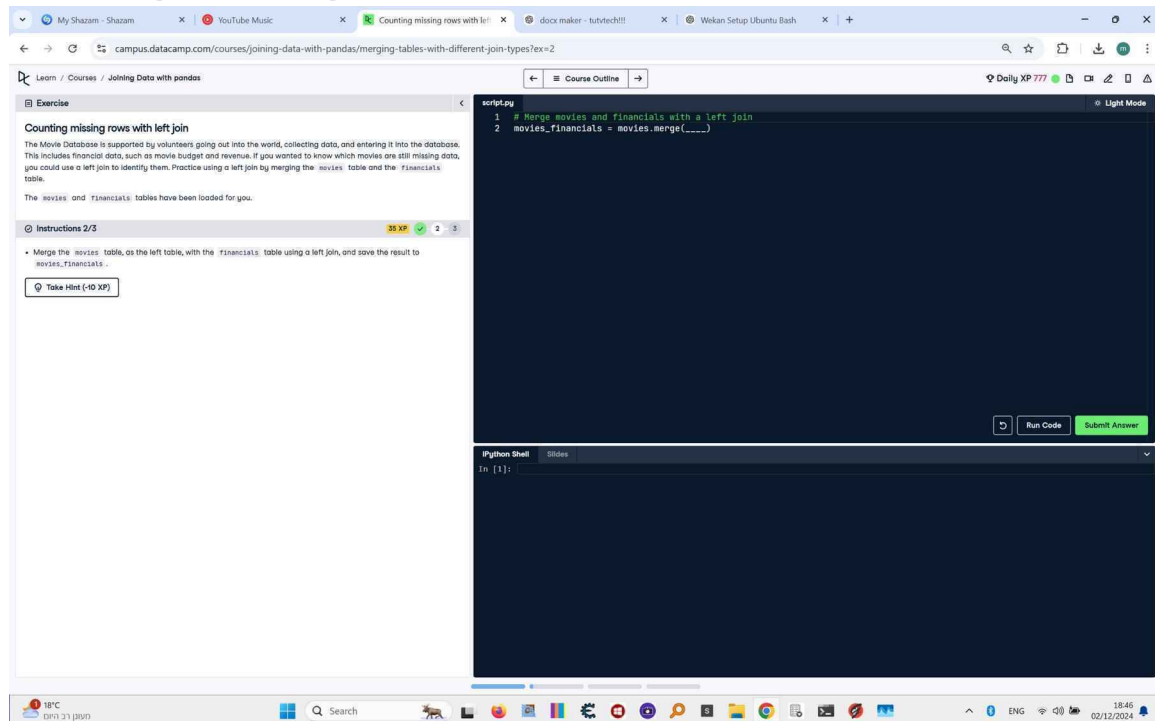 My Shazam - Shazam
YouTube Music
Counting missing rows with left
docx maker - tutvtech!!!
Wekan Setup Ubuntu Bash
campus.datacamp.com/courses/joining-data-with-pandas/merging-tables-with-different-join-types?ex=2
m
Learn / Courses / Joining Data with pandas
Course Outline
Daily XP 777
Exercise
Counting missing rows with left join
The Movie Database is supported by volunteers going out into the world, collecting data, and entering it into the database.
This includes financial data, such as movie budget and revenue. If you wanted to know which movies are still missing data,
you could use a left join to identify them. Practice using a left join by merging the movies table and the financials
table.
The movies and financials tables have been loaded for you.
Instructions 2/3
35 XP
2
3
• Merge the movies table, as the left table, with the financials table using a left join, and save the result to
movies_financials .
Take Hint (-10 XP)
script.py
Light Mode
1 # Merge movies and financials with a left join
2 movies_financials = movies.merge(____)
Run Code
Submit Answer
IPython Shell
Slides
In [1]:
18°C
מעונן רב היום
Search
ENG
18:46
02/12/2024